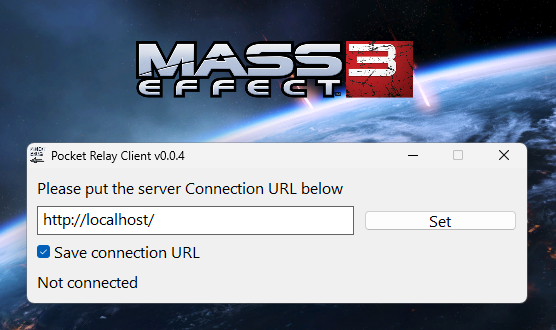 MASS 3
EFFECT
Pocket Relay Client v0.0.4
Please put the server Connection URL below
http://localhost/
Set
Save connection URL
Not connected